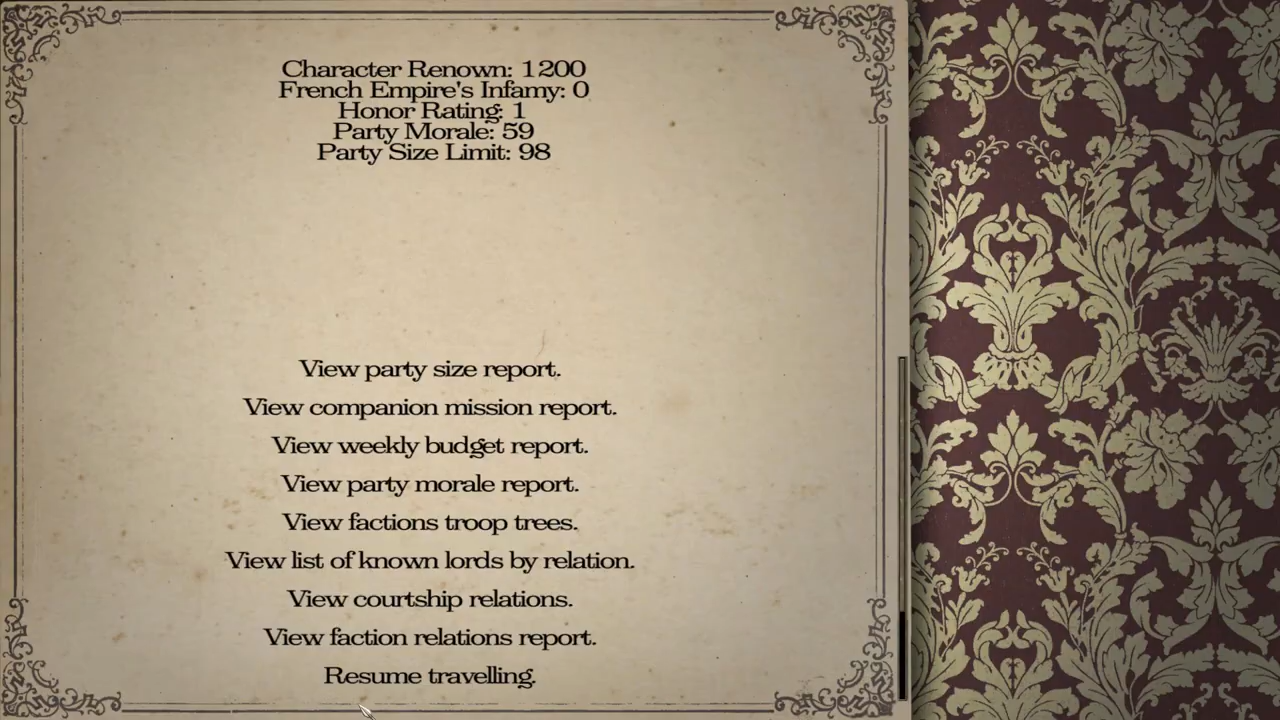 Character Renown: 1200
French Empire's Infamy: 0
Honor Rating: 1
Party Morale: 59
Party Size Limit: 98
View party size report.
View companion mission report.
View weekly budget report.
View party morale report.
View factions troop trees.
View list of known lords by relation.
View courtship relations.
View faction relations report.
Resume travelling.